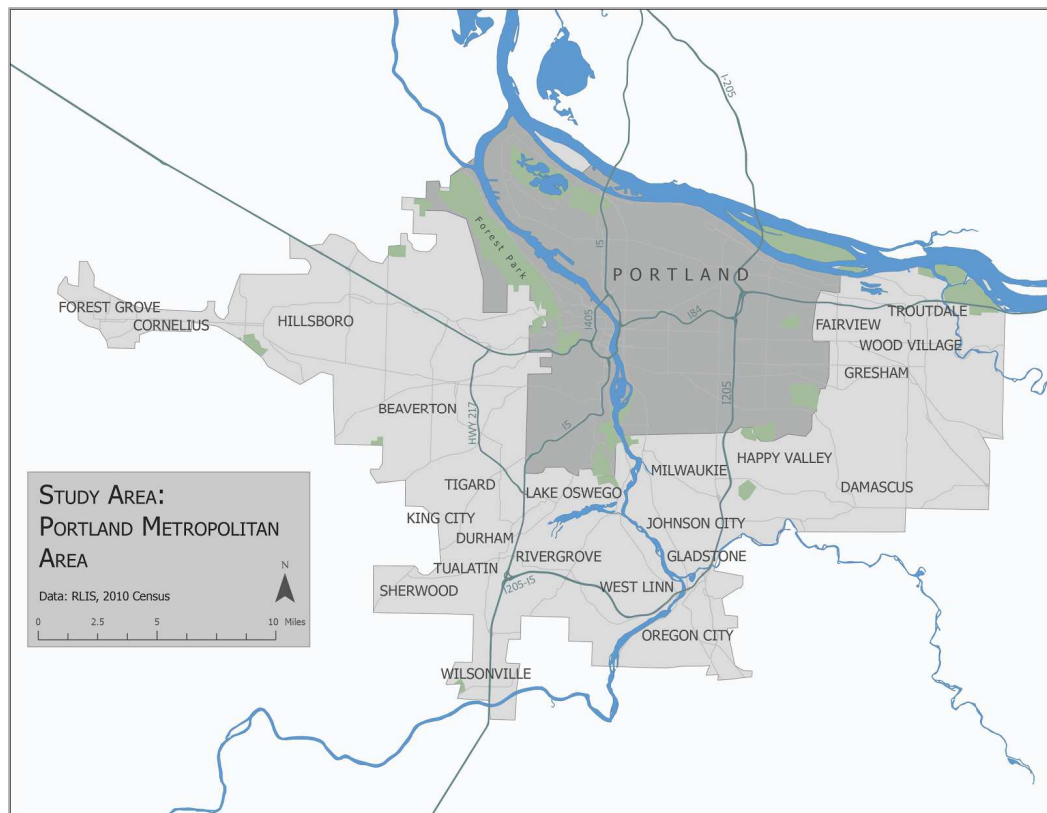 I-205
Forest Park
I5
PORTLAND
FOREST GROVE
CORNELIUS
HILLSBORO
I405
I84
TROUTDALE
FAIRVIEW
WOOD VILLAGE
GRESHAM
BEAVERTON
HWY 217
I5
I205
MILWAUKIE
HAPPY VALLEY
TIGARD
LAKE OSWEGO
DAMASCUS
KING CITY
JOHNSON CITY
DURHAM
RIVERGROVE
GLADSTONE
TUALATIN
SHERWOOD
I205-I5
WEST LINN
OREGON CITY
WILSONVILLE
STUDY AREA:
PORTLAND METROPOLITAN
AREA
N
Data: RLIS, 2010 Census
0 2.5 5 10 Miles